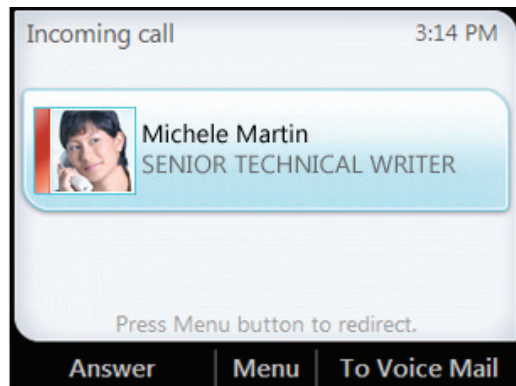 Incoming call 3:14 PM
Michele Martin
SENIOR TECHNICAL WRITER
Press Menu button to redirect.
Answer Menu To Voice Mail